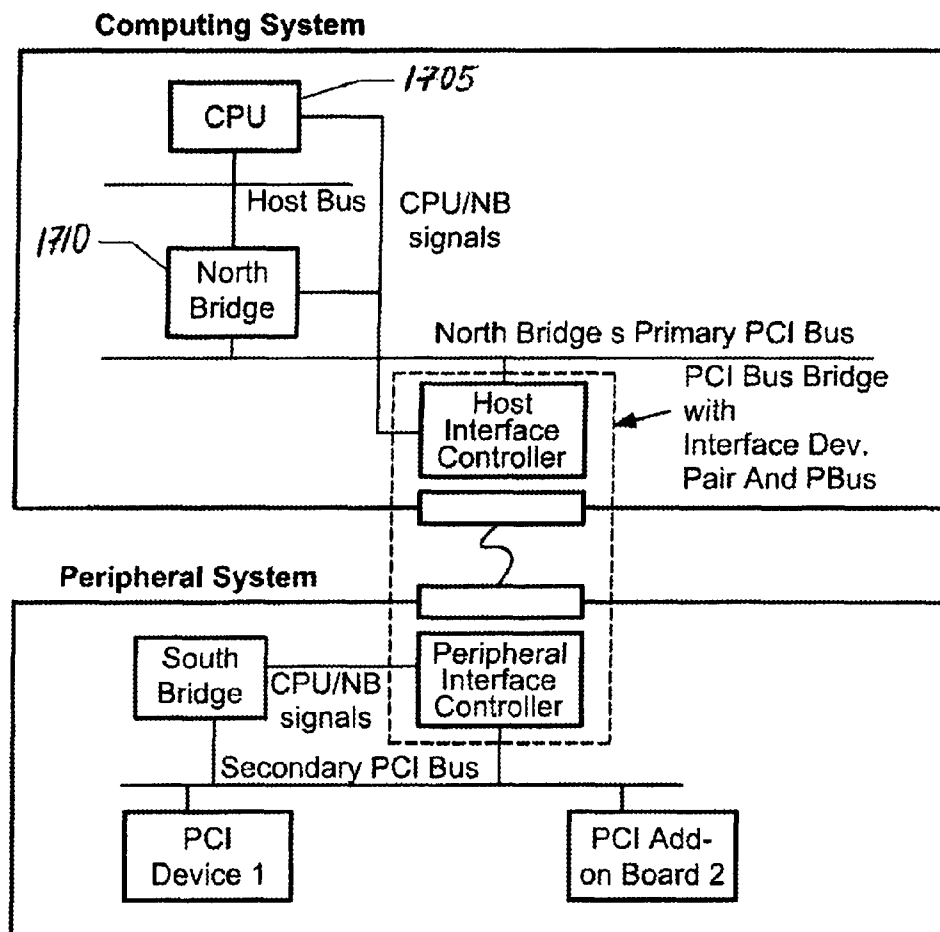 Computing System
1705
CPU
Host Bus
CPU/NB
signals
1710
North
Bridge
North Bridge s Primary PCI Bus
PCI Bus Bridge
with
Interface Dev.
Pair And PBus
Host
Interface
Controller
Peripheral System
South
Bridge
CPU/NB
signals
Peripheral
Interface
Controller
Secondary PCI Bus
PCI
Device 1
PCI Add-
on Board 2